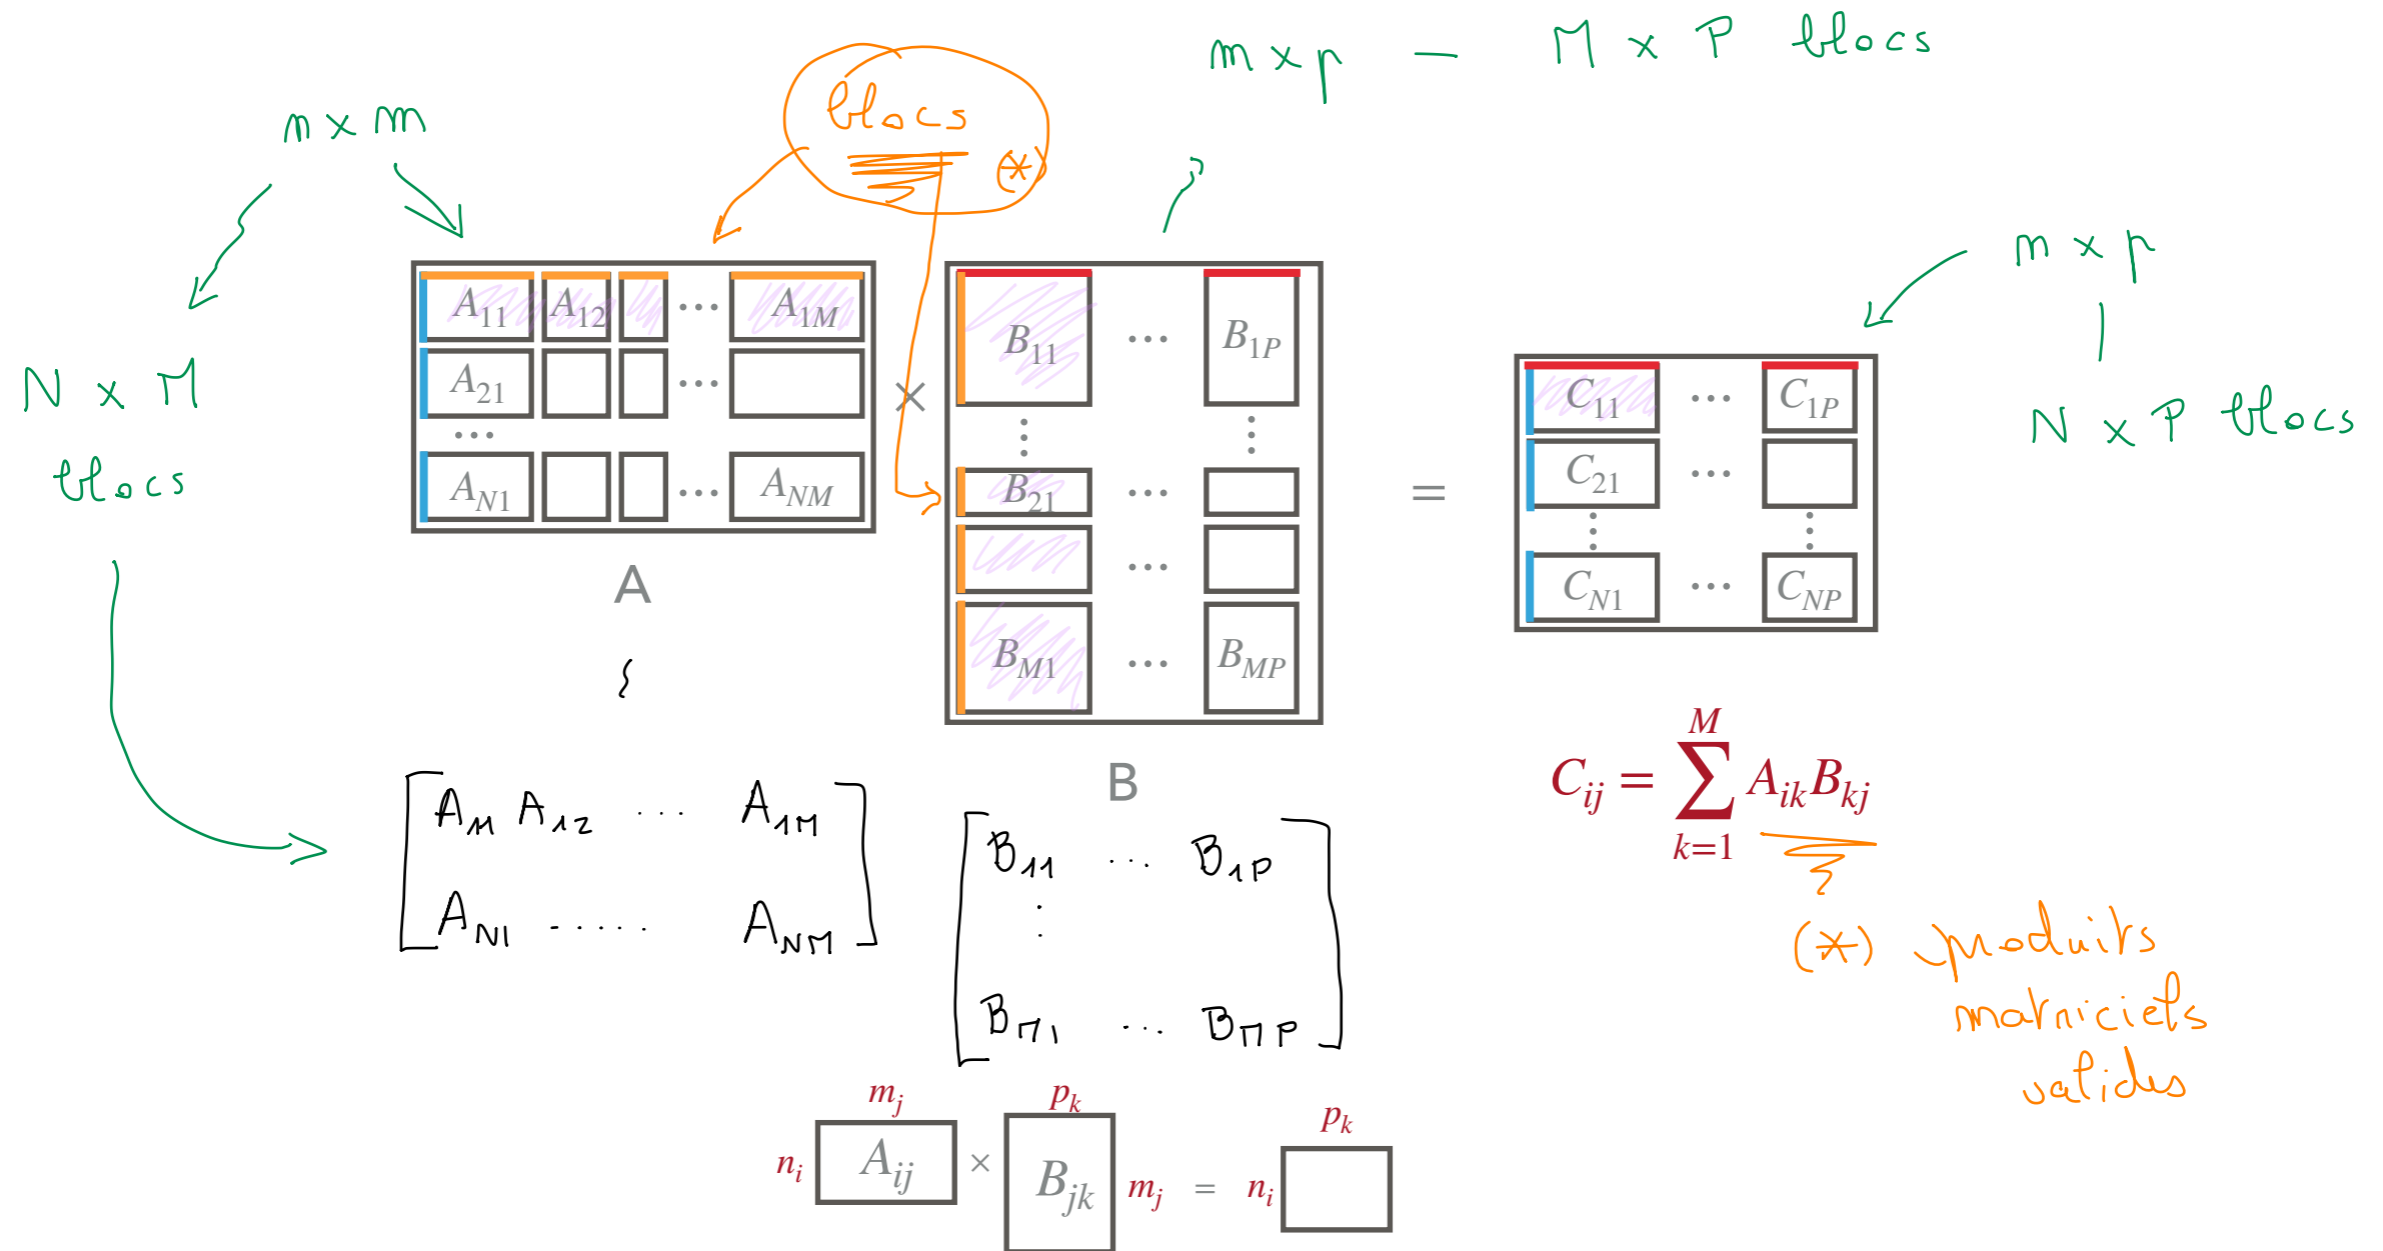 m x p — M x P blocs
n x m
blocs
(*)
m x p
N x P blocs
N x M
blocs
A₁₁ A₁₂ ⋯ A₁M
A₂₁ ⋯
⋯
A_N1 ⋯ A_NM
A
×
B₁₁ ⋯ B₁P
⋮ ⋮
B₂₁ ⋯
⋯
B_M1 ⋯ B_MP
B
=
C₁₁ ⋯ C₁P
C₂₁ ⋯
⋮ ⋮
C_N1 ⋯ C_NP
A₁₁ A₁₂ ... A₁M
A_N1 ..... A_NM
B₁₁ ... B₁P
:
B_M1 ... B_MP
C_ij = ∑_{k=1}^{M} A_ik B_kj
(*) produits
matriciels
valides
m_j p_k p_k
n_i A_ij × B_jk m_j = n_i